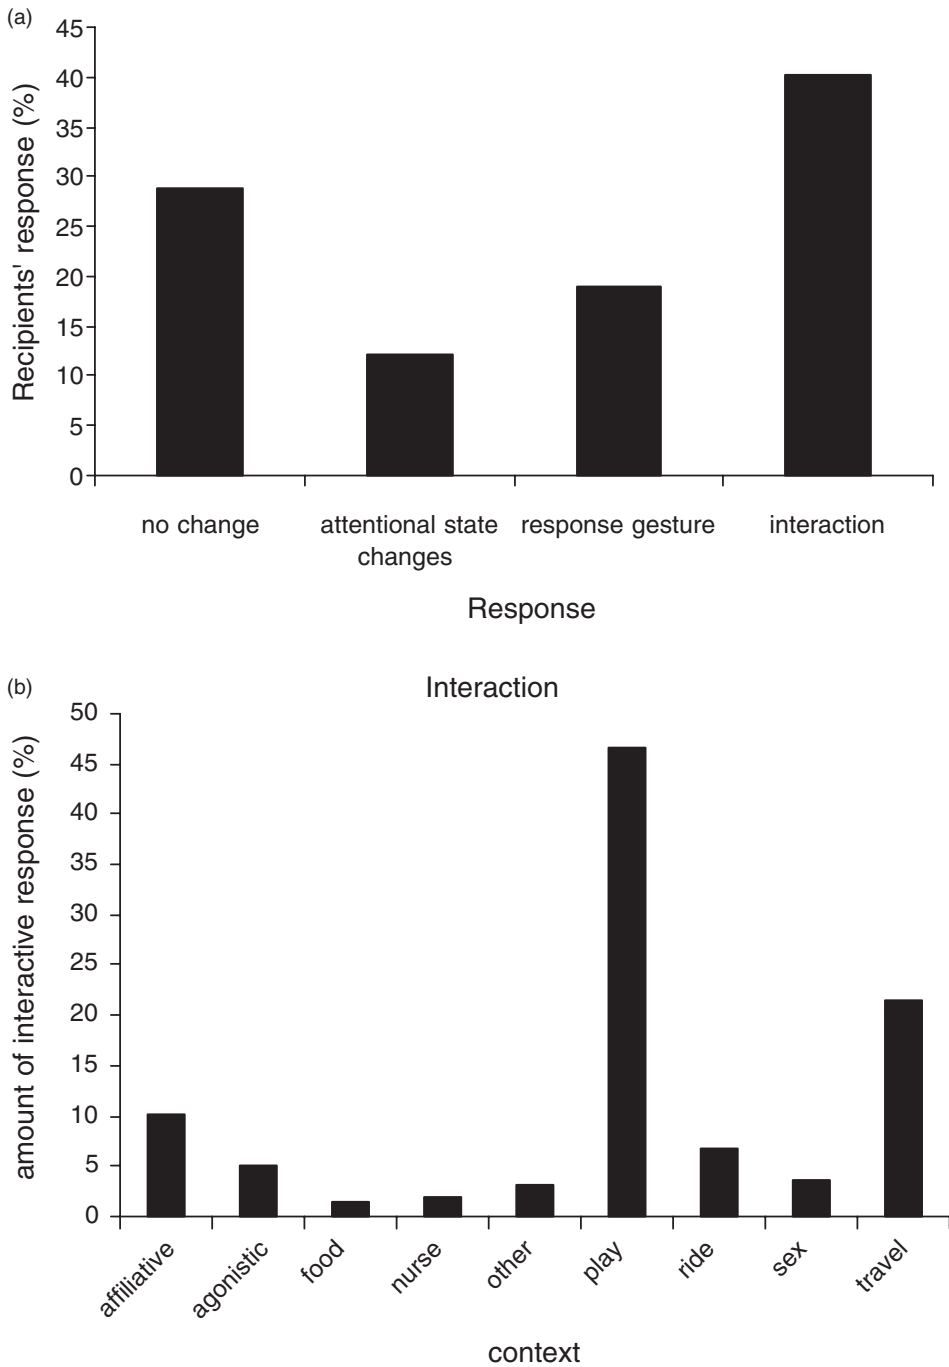 (a)
45
40
35
30
25
20
15
10
5
0
Recipients' response (%)
no change
attentional state
changes
response gesture
interaction
Response
(b)
Interaction
50
45
40
35
30
25
20
15
10
5
0
amount of interactive response (%)
affiliative
agonistic
food
nurse
other
play
ride
sex
travel
context